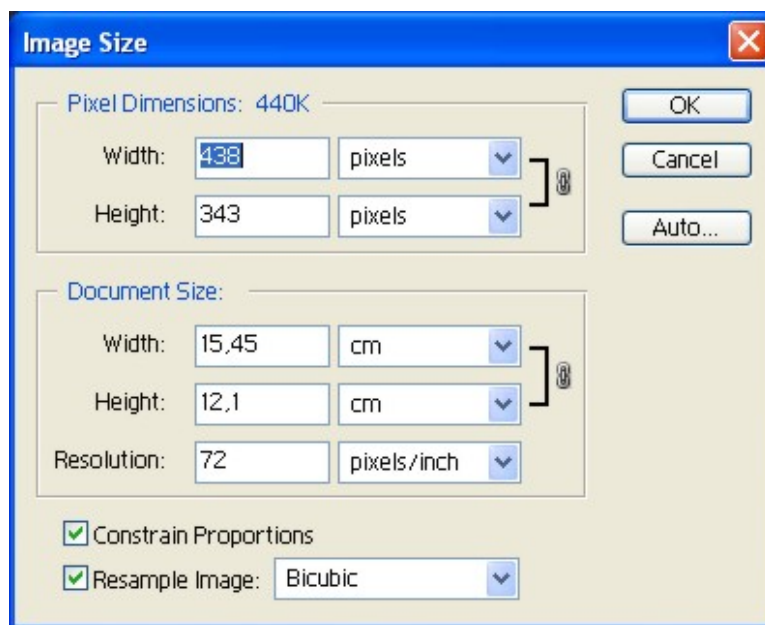 Image Size
Pixel Dimensions: 440K
OK
Width: 438 pixels
Cancel
Height: 343 pixels
Auto...
Document Size:
Width: 15,45 cm
Height: 12,1 cm
Resolution: 72 pixels/inch
Constrain Proportions
Resample Image: Bicubic